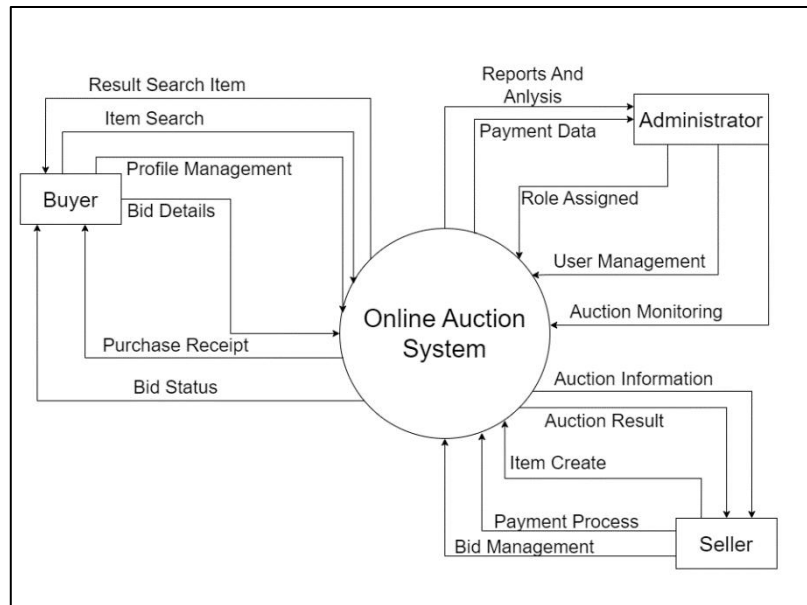 Result Search Item
Item Search
Profile Management
Buyer
Bid Details
Purchase Receipt
Bid Status
Online Auction
System
Reports And
Anlysis
Payment Data
Administrator
Role Assigned
User Management
Auction Monitoring
Auction Information
Auction Result
Item Create
Payment Process
Bid Management
Seller